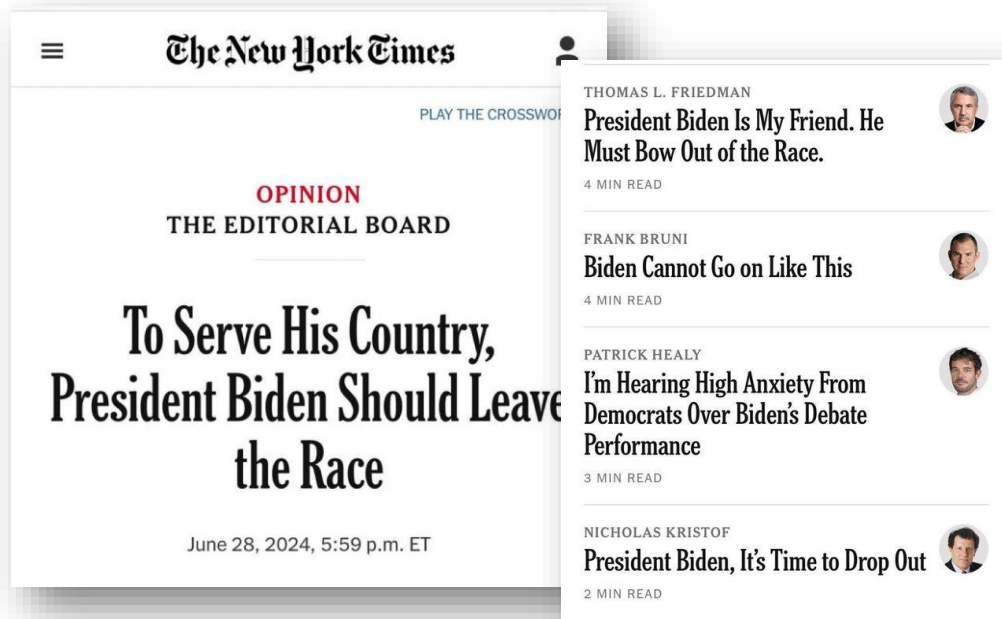 The New York Times
PLAY THE
OPINION
THE EDITORIAL BOARD
To Serve His Country,
President Biden Should Leave
the Race
June 28, 2024, 5:59 p.m. ET
THOMAS L. FRIEDMAN
President Biden Is My Friend. He
Must Bow Out of the Race.
4 MIN READ
FRANK BRUNI
Biden Cannot Go on Like This
4 MIN READ
PATRICK HEALY
I'm Hearing High Anxiety From
Democrats Over Biden's Debate
Performance
3 MIN READ
NICHOLAS KRISTOF
President Biden, It's Time to Drop Out
2 MIN READ